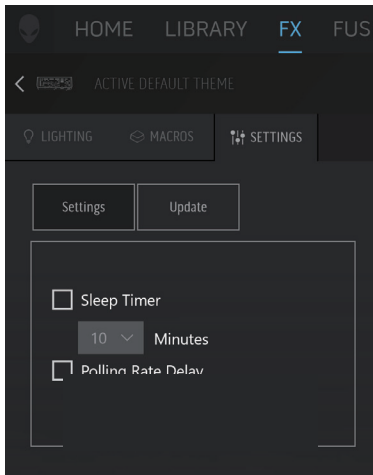 HOME LIBRARY FX FUS
ACTIVE DEFAULT THEME
LIGHTING MACROS SETTINGS
Settings Update
Sleep Timer
10 Minutes
Polling Rate Delay